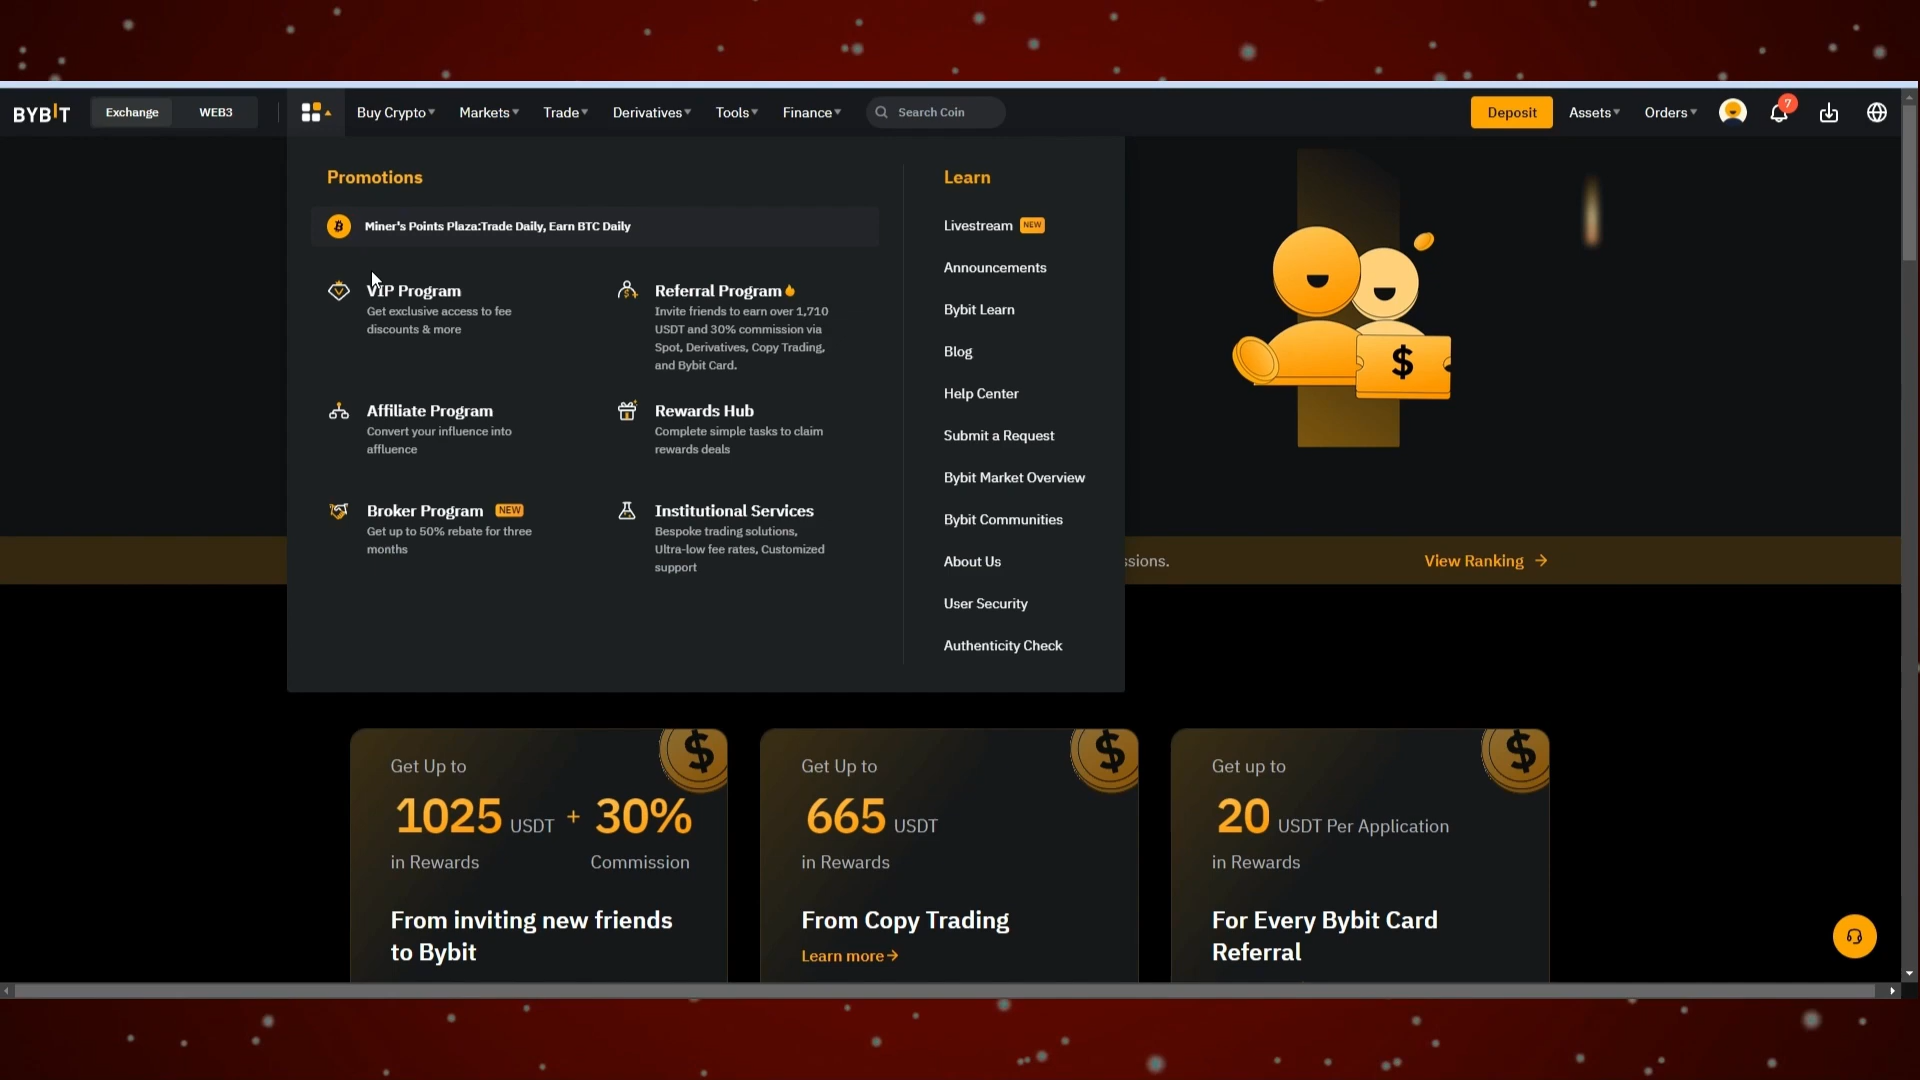 BYBIT
Exchange
WEB3
Buy Crypto
Markets
Trade
Derivatives
Tools
Finance
Search Coin
Deposit
Assets
Orders
7
Promotions
Miner's Points Plaza:Trade Daily, Earn BTC Daily
VIP Program
Get exclusive access to fee
discounts & more
Referral Program
Invite friends to earn over 1,710
USDT and 30% commission via
Spot, Derivatives, Copy Trading,
and Bybit Card.
Affiliate Program
Convert your influence into
affluence
Rewards Hub
Complete simple tasks to claim
rewards deals
Broker Program NEW
Get up to 50% rebate for three
months
Institutional Services
Bespoke trading solutions,
Ultra-low fee rates, Customized
support
Learn
Livestream NEW
Announcements
Bybit Learn
Blog
Help Center
Submit a Request
Bybit Market Overview
Bybit Communities
About Us
User Security
Authenticity Check
$
ssions.
View Ranking →
$
Get Up to
1025 USDT + 30%
in Rewards Commission
From inviting new friends
to Bybit
$
Get Up to
665 USDT
in Rewards
From Copy Trading
Learn more→
$
Get up to
20 USDT Per Application
in Rewards
For Every Bybit Card
Referral